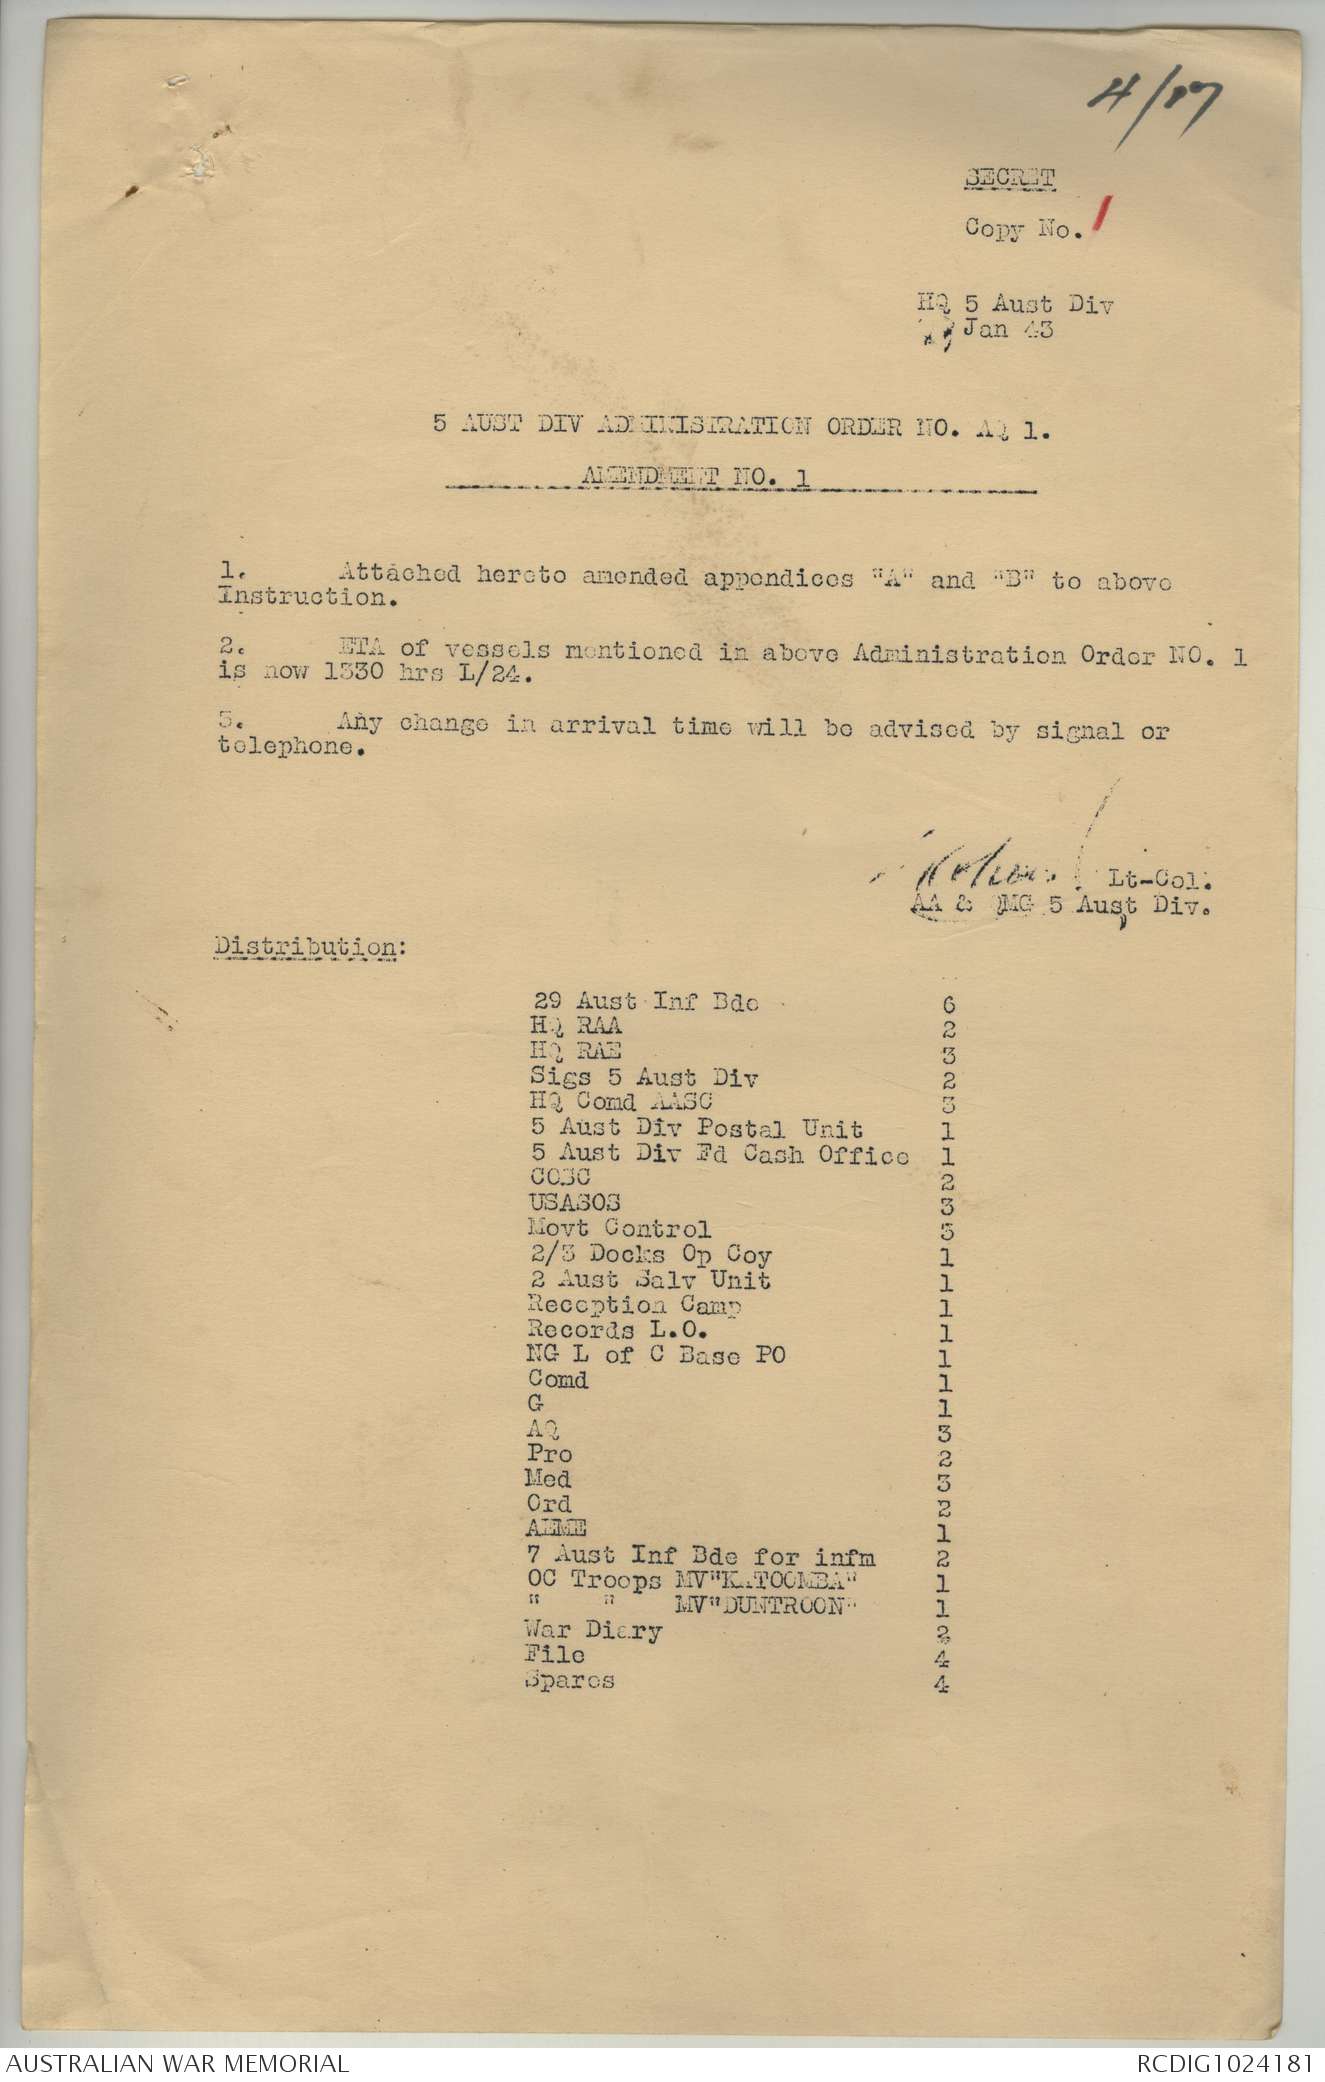 4/17
SECRET
Copy No. 1
HQ 5 Aust Div
Jan 43
5 AUST DIV ADMINISTRATION ORDER NO. AQ 1.
AMENDMENT NO. 1
1. Attached hereto amended appendices "A" and "B" to above
Instruction.
2. ETA of vessels mentioned in above Administration Order NO. 1
is now 1330 hrs L/24.
3. Any change in arrival time will be advised by signal or
telephone.
Lt-Col.
AA & QMG 5 Aust Div.
Distribution:
29 Aust Inf Bde 6
HQ RAA 2
HQ RAE 3
Sigs 5 Aust Div 2
HQ Comd AASC 3
5 Aust Div Postal Unit 1
5 Aust Div Fd Cash Office 1
COSC 2
USASOS 3
Movt Control 3
2/3 Docks Op Coy 1
2 Aust Salv Unit 1
Reception Camp 1
Records L.O. 1
NG L of C Base PO 1
Comd 1
G 1
AQ 3
Pro 2
Med 3
Ord 2
AEME 1
7 Aust Inf Bde for infm 2
OC Troops MV"KATOOMBA" 1
" " MV"DUNTROON" 1
War Diary 2
File 4
Spares 4
AUSTRALIAN WAR MEMORIAL
RCDIG1024181